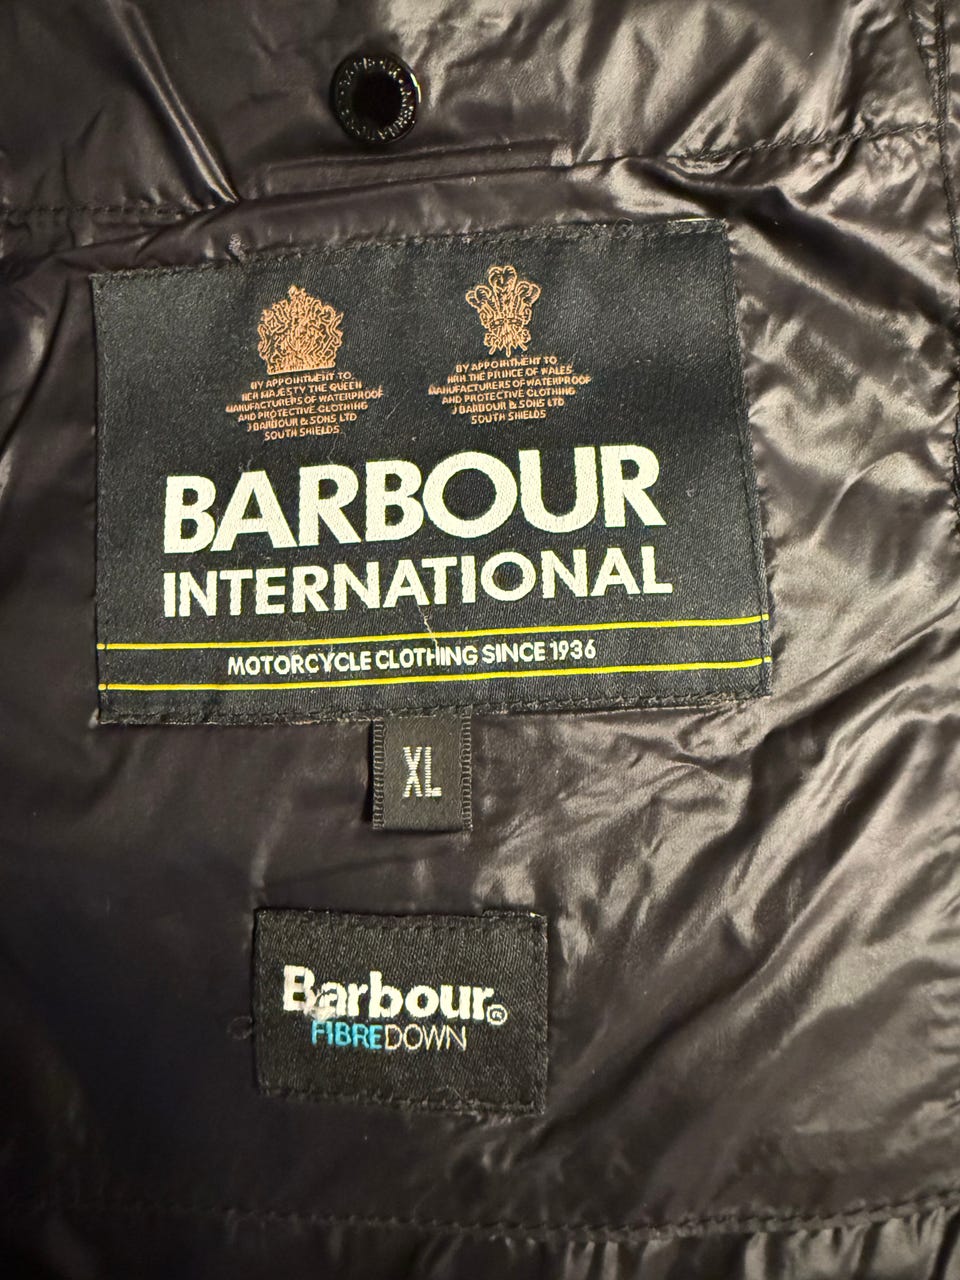 BY APPOINTMENT TO
HER MAJESTY THE QUEEN
MANUFACTURERS OF WATERPROOF
AND PROTECTIVE CLOTHING
J BARBOUR & SONS LTD
SOUTH SHIELDS
BY APPOINTMENT TO
HRH THE PRINCE OF WALES
MANUFACTURERS OF WATERPROOF
AND PROTECTIVE CLOTHING
J BARBOUR & SONS LTD
SOUTH SHIELDS
BARBOUR
INTERNATIONAL
MOTORCYCLE CLOTHING SINCE 1936
XL
Barbour®
FIBREDOWN